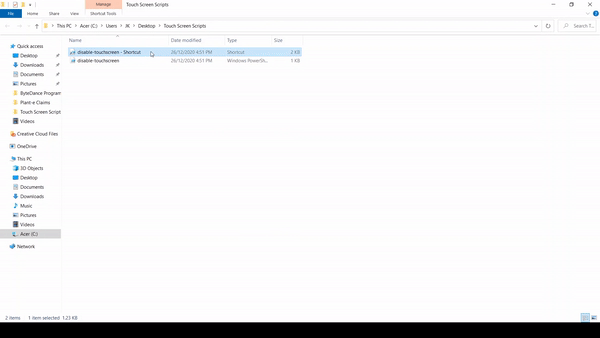 Manage
Touch Screen Scripts
File Home Share View Shortcut Tools
This PC > Acer (C:) > Users > JK > Desktop > Touch Screen Scripts
Search T...
Name Date modified Type Size
disable-touchscreen - Shortcut 26/12/2020 4:51 PM Shortcut 2 KB
disable-touchscreen 26/12/2020 4:51 PM Windows PowerSh... 1 KB
Quick access
Desktop
Downloads
Documents
Pictures
ByteDance Program
Plant-e Claims
Touch Screen Script
Videos
Creative Cloud Files
OneDrive
This PC
3D Objects
Desktop
Documents
Downloads
Music
Pictures
Videos
Acer (C:)
Network
2 items 1 item selected 1.23 KB